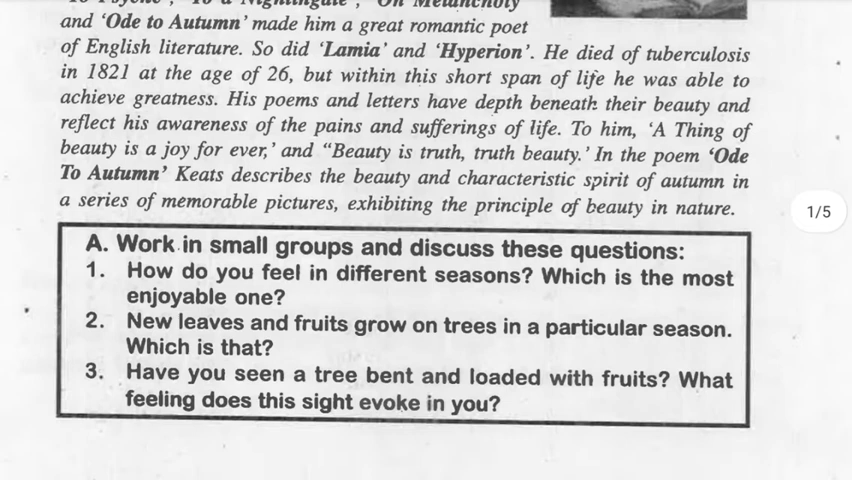 and ‘Ode to Autumn’ made him a great romantic poet
of English literature. So did ‘Lamia’ and ‘Hyperion’. He died of tuberculosis
in 1821 at the age of 26, but within this short span of life he was able to
achieve greatness. His poems and letters have depth beneath their beauty and
reflect his awareness of the pains and sufferings of life. To him, ‘A Thing of
beauty is a joy for ever,’ and “Beauty is truth, truth beauty.’ In the poem ‘Ode
To Autumn’ Keats describes the beauty and characteristic spirit of autumn in
a series of memorable pictures, exhibiting the principle of beauty in nature.
1/5
A. Work in small groups and discuss these questions:
1. How do you feel in different seasons? Which is the most
enjoyable one?
2. New leaves and fruits grow on trees in a particular season.
Which is that?
3. Have you seen a tree bent and loaded with fruits? What
feeling does this sight evoke in you?